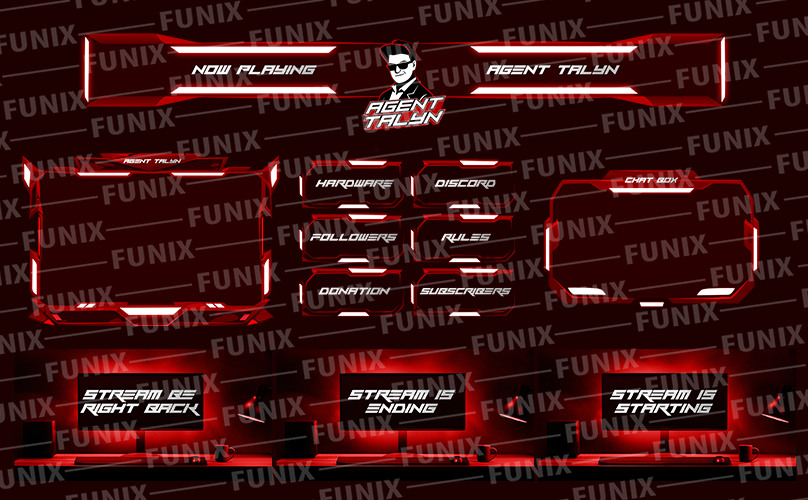 NOW PLAYING
AGENT TALYN
AGENT
TALYN
AGENT TALYN
HARDWARE
DISCORD
FOLLOWERS
RULES
DONATION
SUBSCRIBERS
CHAT BOX
STREAM BE
RIGHT BACK
STREAM IS
ENDING
STREAM IS
STARTING
FUNIX